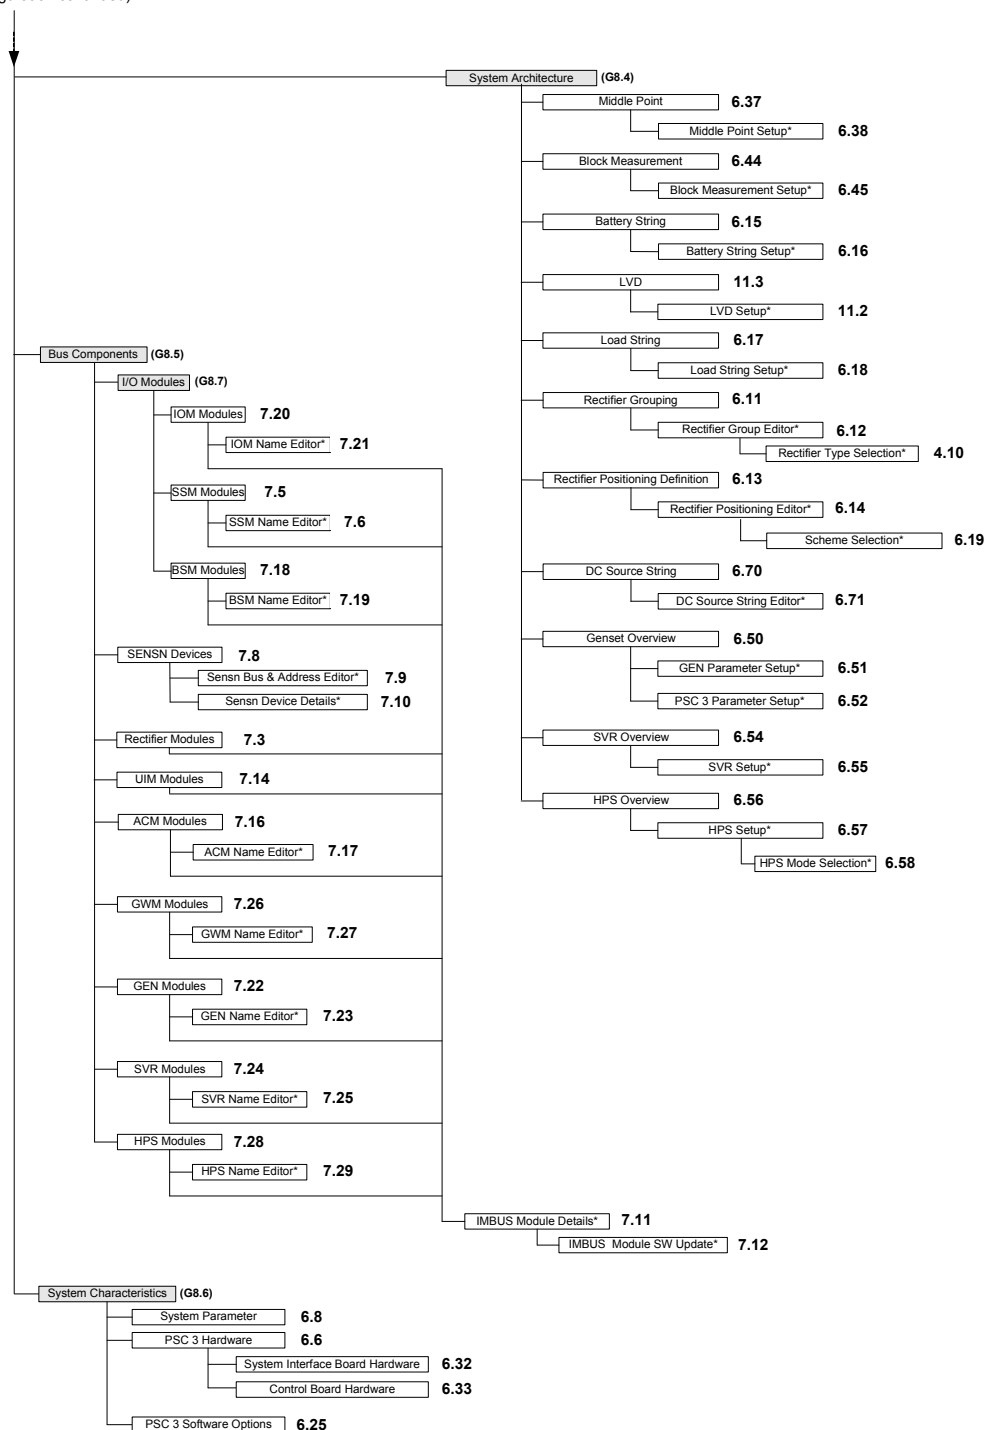 System Architecture (G8.4)
Middle Point 6.37
Middle Point Setup* 6.38
Block Measurement 6.44
Block Measurement Setup* 6.45
Battery String 6.15
Battery String Setup* 6.16
LVD 11.3
LVD Setup* 11.2
Load String 6.17
Load String Setup* 6.18
Rectifier Grouping 6.11
Rectifier Group Editor* 6.12
Rectifier Type Selection* 4.10
Rectifier Positioning Definition 6.13
Rectifier Positioning Editor* 6.14
Scheme Selection* 6.19
DC Source String 6.70
DC Source String Editor* 6.71
Genset Overview 6.50
GEN Parameter Setup* 6.51
PSC 3 Parameter Setup* 6.52
SVR Overview 6.54
SVR Setup* 6.55
HPS Overview 6.56
HPS Setup* 6.57
HPS Mode Selection* 6.58
Bus Components (G8.5)
I/O Modules (G8.7)
IOM Modules 7.20
IOM Name Editor* 7.21
SSM Modules 7.5
SSM Name Editor* 7.6
BSM Modules 7.18
BSM Name Editor* 7.19
SENSN Devices 7.8
Sensn Bus & Address Editor* 7.9
Sensn Device Details* 7.10
Rectifier Modules 7.3
UIM Modules 7.14
ACM Modules 7.16
ACM Name Editor* 7.17
GWM Modules 7.26
GWM Name Editor* 7.27
GEN Modules 7.22
GEN Name Editor* 7.23
SVR Modules 7.24
SVR Name Editor* 7.25
HPS Modules 7.28
HPS Name Editor* 7.29
IMBUS Module Details* 7.11
IMBUS Module SW Update* 7.12
System Characteristics (G8.6)
System Parameter 6.8
PSC 3 Hardware 6.6
System Interface Board Hardware 6.32
Control Board Hardware 6.33
PSC 3 Software Options 6.25